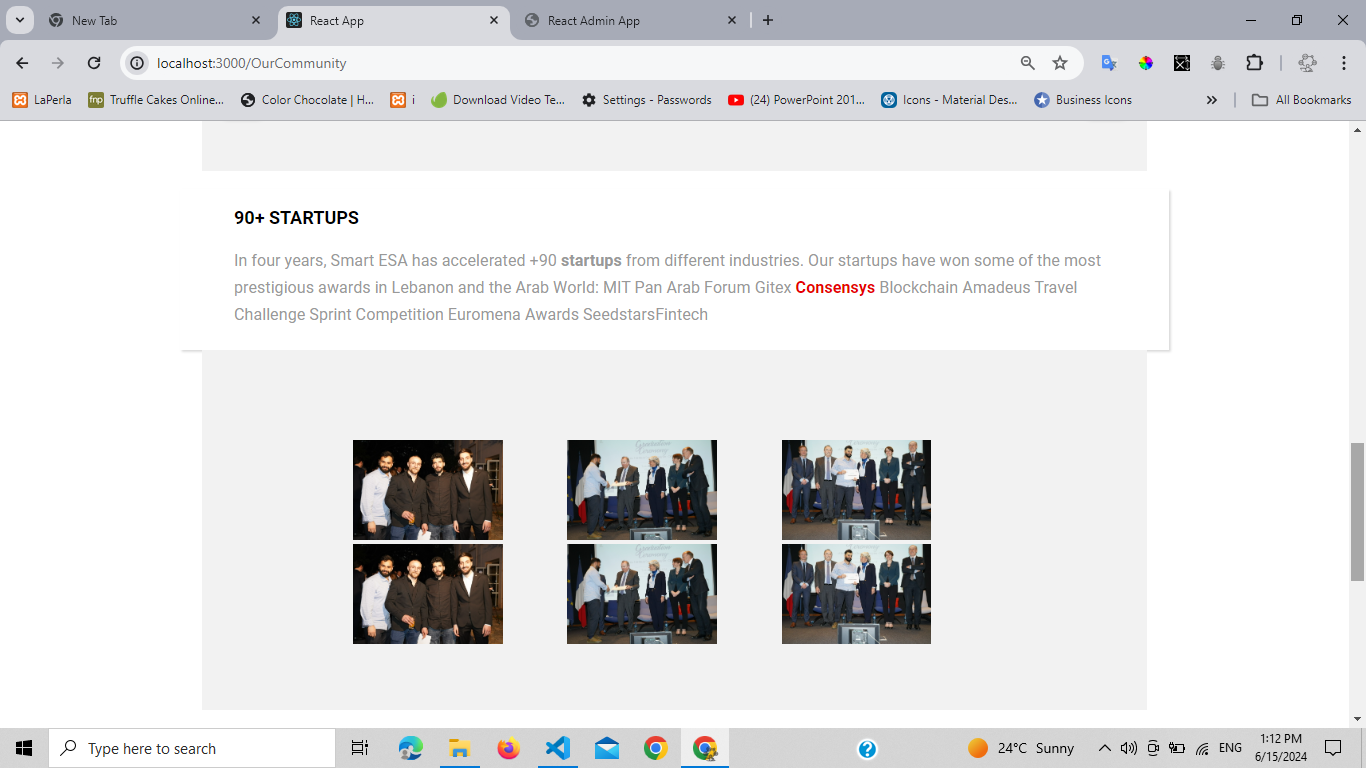 New Tab
React App
React Admin App
localhost:3000/OurCommunity
LaPerla
fnp
Truffle Cakes Online...
Color Chocolate | H...
i
Download Video Te...
Settings - Passwords
(24) PowerPoint 201...
Icons - Material Des...
Business Icons
All Bookmarks
90+ STARTUPS
In four years, Smart ESA has accelerated +90 startups from different industries. Our startups have won some of the most
prestigious awards in Lebanon and the Arab World: MIT Pan Arab Forum Gitex Consensys Blockchain Amadeus Travel
Challenge Sprint Competition Euromena Awards SeedstarsFintech
Type here to search
24°C Sunny
ENG
1:12 PM
6/15/2024